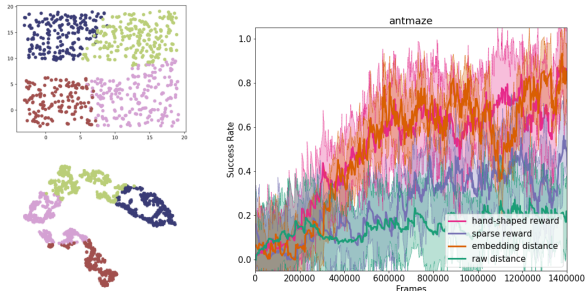 20
15
10
5
0
0 5 10 15 20
antmaze
Success Rate
1.0
0.8
0.6
0.4
0.2
0.0
hand-shaped reward
sparse reward
embedding distance
raw distance
0 200000 400000 600000 800000 1000000 1200000 1400000
Frames